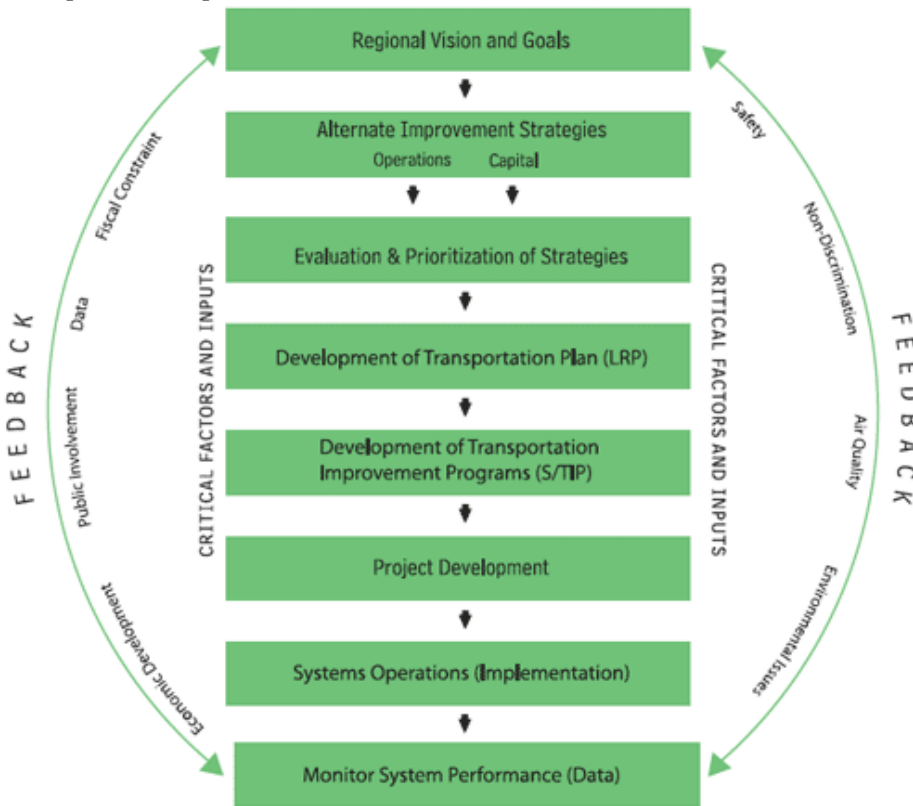 Regional Vision and Goals
Alternate Improvement Strategies
Operations Capital
Evaluation & Prioritization of Strategies
Development of Transportation Plan (LRP)
Development of Transportation
Improvement Programs (S/TIP)
Project Development
Systems Operations (Implementation)
Monitor System Performance (Data)
FEEDBACK
Fiscal Constraint
Data
Public Involvement
Economic Development
CRITICAL FACTORS AND INPUTS
CRITICAL FACTORS AND INPUTS
Safety
Non-Discrimination
Air Quality
Environmental Issues
FEEDBACK